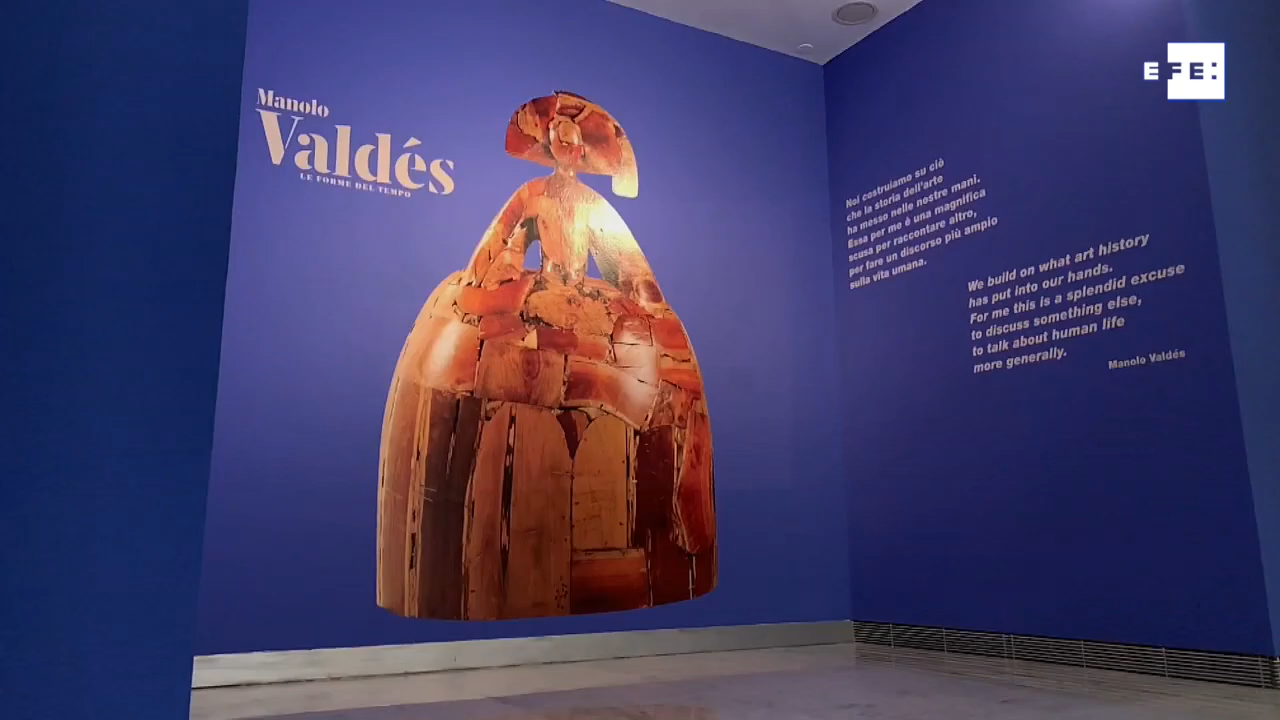 Manolo
Valdés
LE FORME DEL TEMPO
EFE:
Noi costruiamo su ciò
che la storia dell'arte
ha messo nelle nostre mani.
Essa per me è una magnifica
scusa per raccontare altro,
per fare un discorso più ampio
sulla vita umana.
We build on what art history
has put into our hands.
For me this is a splendid excuse
to discuss something else,
to talk about human life
more generally.
Manolo Valdés